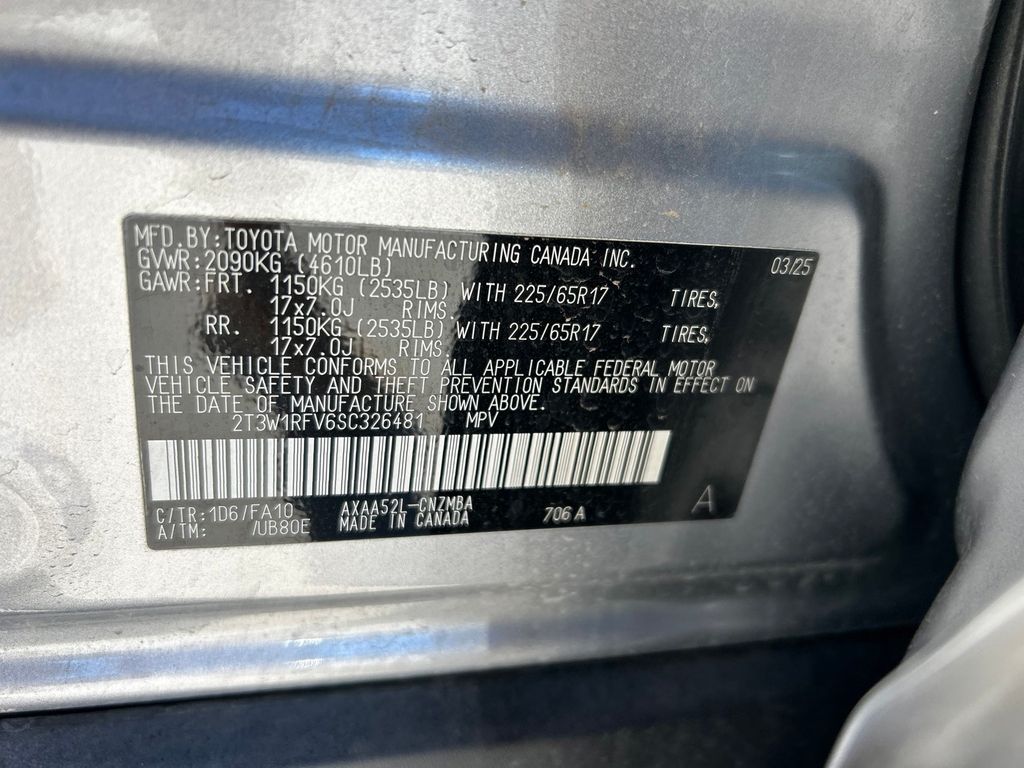 MFD.BY:TOYOTA MOTOR MANUFACTURING CANADA INC. 03/25
GVWR:2090KG (4610LB)
GAWR:FRT. 1150KG (2535LB) WITH 225/65R17 TIRES,
17x7.0J RIMS.
RR. 1150KG (2535LB) WITH 225/65R17 TIRES,
17x7.0J RIMS.
THIS VEHICLE CONFORMS TO ALL APPLICABLE FEDERAL MOTOR
VEHICLE SAFETY AND THEFT PREVENTION STANDARDS IN EFFECT ON
THE DATE OF MANUFACTURE SHOWN ABOVE.
2T3W1RFV6SC326481 MPV
C/TR:1D6/FA10 AXAA52L-CNZMBA 706A A
A/TM: /UB80E MADE IN CANADA